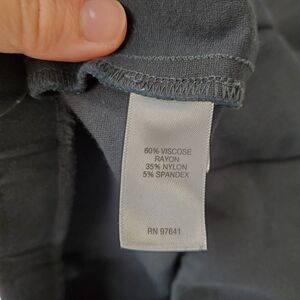 60% VISCOSE
RAYON
35% NYLON
5% SPANDEX
RN 97641